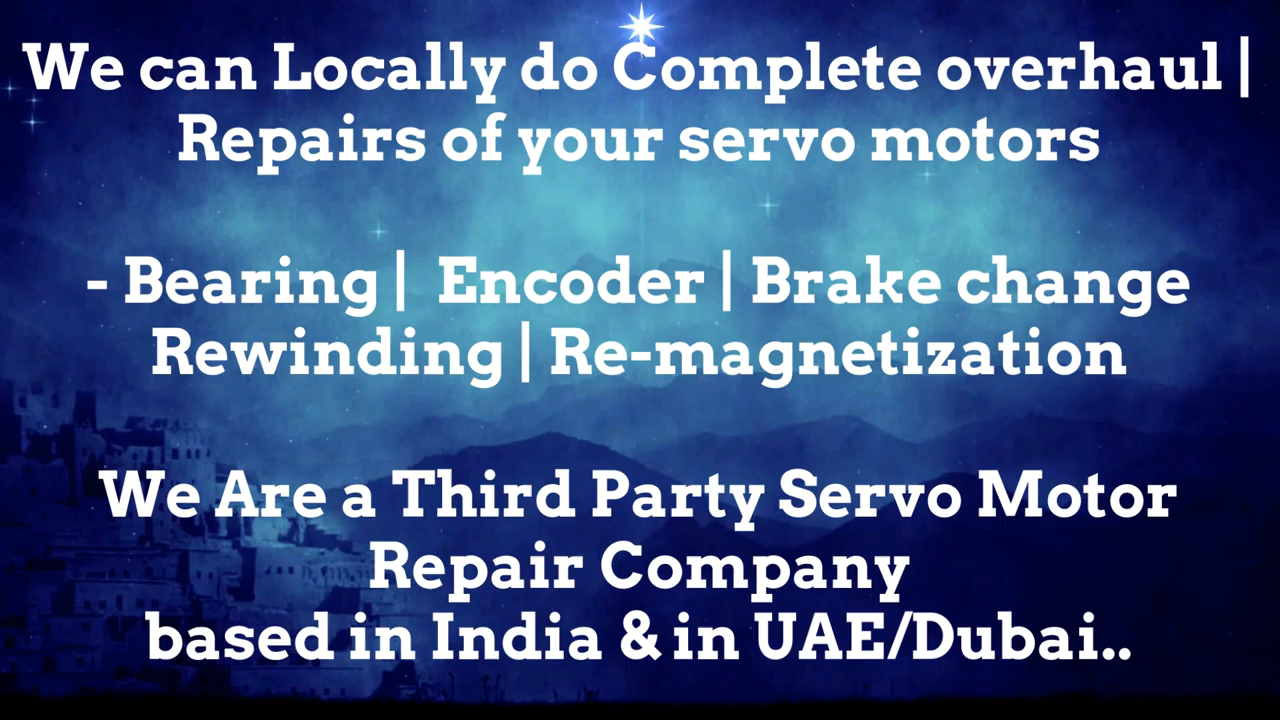 We can Locally do Complete overhaul |
Repairs of your servo motors
- Bearing | Encoder | Brake change
Rewinding | Re-magnetization
We Are a Third Party Servo Motor
Repair Company
based in India & in UAE/Dubai..